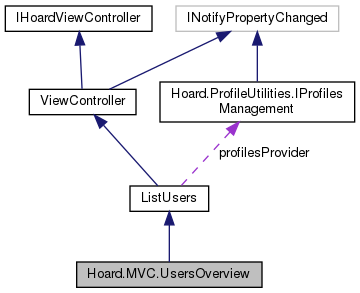 IHoardViewController
INotifyPropertyChanged
ViewController
Hoard.ProfileUtilities.IProfiles
Management
profilesProvider
ListUsers
Hoard.MVC.UsersOverview